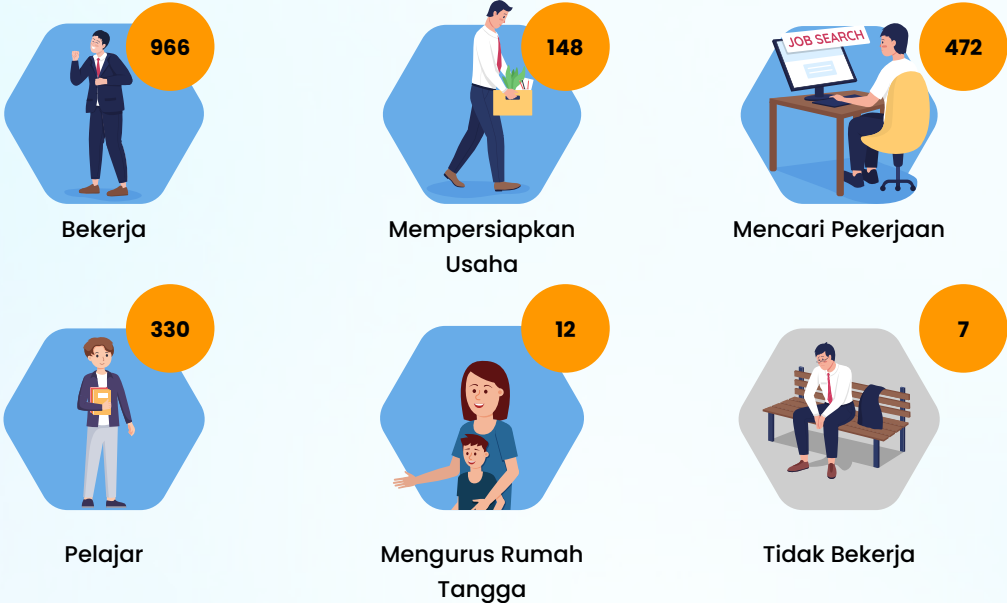 966
Bekerja
148
Mempersiapkan
Usaha
JOB SEARCH
472
Mencari Pekerjaan
330
Pelajar
12
Mengurus Rumah
Tangga
7
Tidak Bekerja